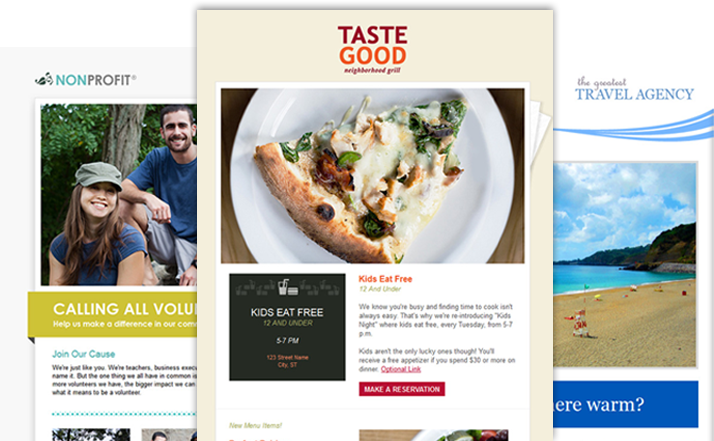 NONPROFIT®
CALLING ALL VOLU
Help us make a difference in our com
Join Our Cause
We're just like you. We're teachers, business exec
name it. But the one thing we all have in common is
more volunteers we have, the bigger impact we can
what it means to be a volunteer.
TASTE
GOOD
neighborhood grill
KIDS EAT FREE
12 AND UNDER
5-7 PM
123 Street Name
City, ST
Kids Eat Free
12 And Under
We know you're busy and finding time to cook isn't
always easy. That's why we're re-introducing "Kids
Night" where kids eat free, every Tuesday, from 5-7
p.m.
Kids aren't the only lucky ones though! You'll
receive a free appetizer if you spend $30 or more on
dinner. Optional Link
MAKE A RESERVATION
New Menu Items!
the greatest
TRAVEL AGENCY
ere warm?